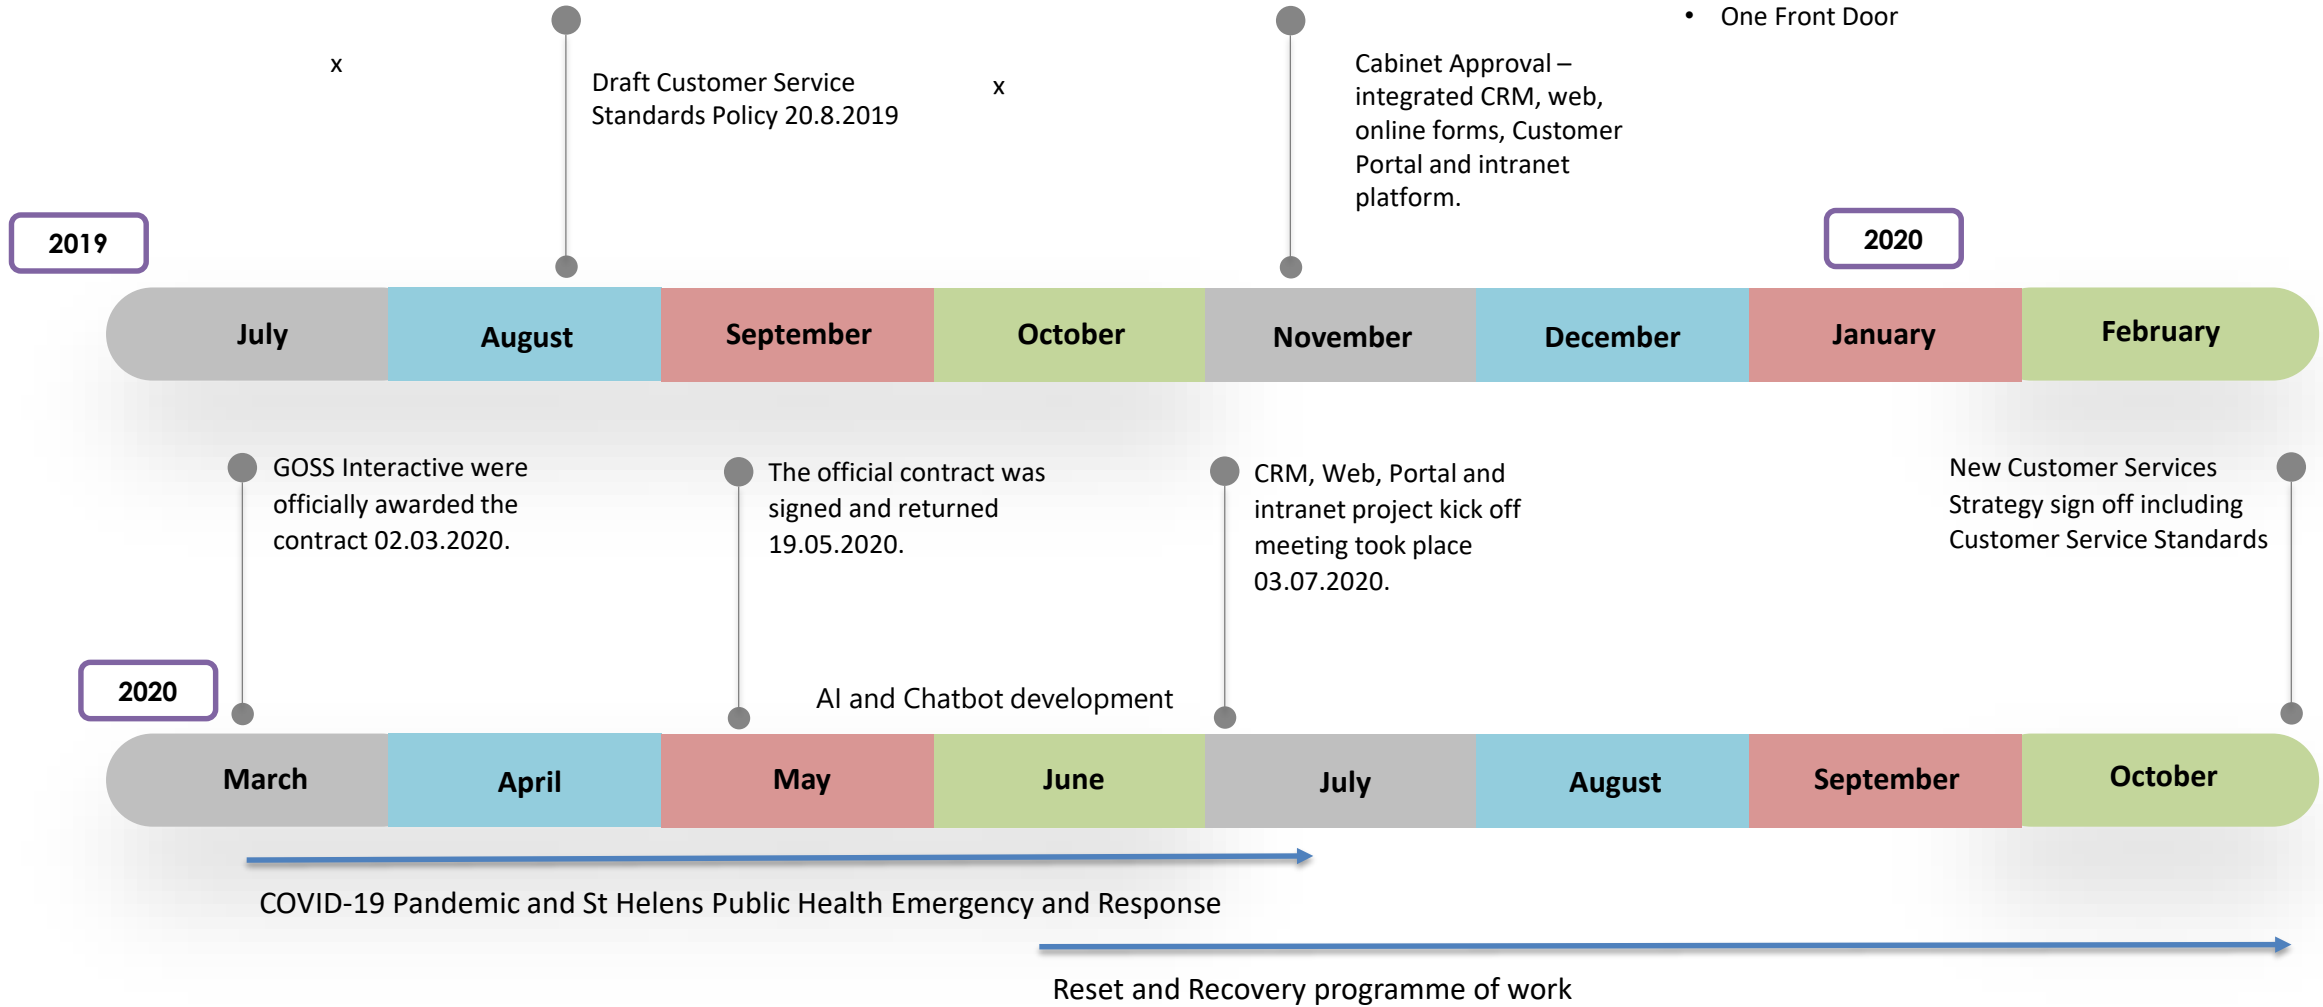 • One Front Door
x
Draft Customer Service
Standards Policy 20.8.2019
x
Cabinet Approval –
integrated CRM, web,
online forms, Customer
Portal and intranet
platform.
2019
2020
July
August
September
October
November
December
January
February
GOSS Interactive were
officially awarded the
contract 02.03.2020.
The official contract was
signed and returned
19.05.2020.
CRM, Web, Portal and
intranet project kick off
meeting took place
03.07.2020.
New Customer Services
Strategy sign off including
Customer Service Standards
2020
AI and Chatbot development
March
April
May
June
July
August
September
October
COVID-19 Pandemic and St Helens Public Health Emergency and Response
Reset and Recovery programme of work